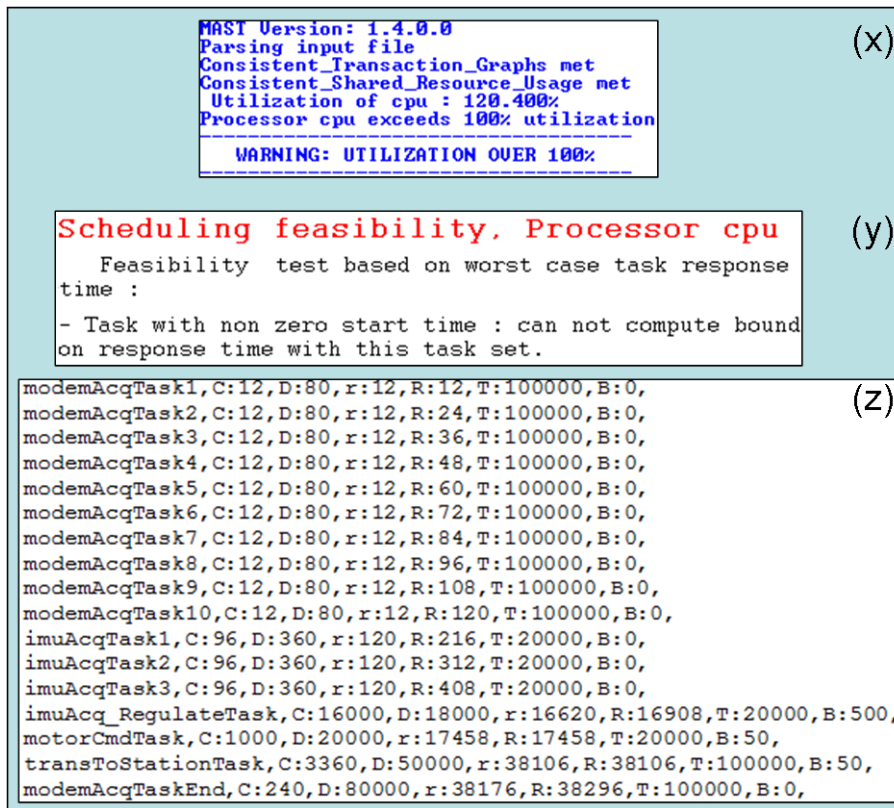 MAST Version: 1.4.0.0
Parsing input file
Consistent_Transaction_Graphs met
Consistent_Shared_Resource_Usage met
Utilization of cpu : 120.400%
Processor cpu exceeds 100% utilization
WARNING: UTILIZATION OVER 100%
(x)
Scheduling feasibility, Processor cpu
Feasibility test based on worst case task response
time :
- Task with non zero start time : can not compute bound
on response time with this task set.
(y)
(z)
modemAcqTask1,C:12,D:80,r:12,R:12,T:100000,B:0,
modemAcqTask2,C:12,D:80,r:12,R:24,T:100000,B:0,
modemAcqTask3,C:12,D:80,r:12,R:36,T:100000,B:0,
modemAcqTask4,C:12,D:80,r:12,R:48,T:100000,B:0,
modemAcqTask5,C:12,D:80,r:12,R:60,T:100000,B:0,
modemAcqTask6,C:12,D:80,r:12,R:72,T:100000,B:0,
modemAcqTask7,C:12,D:80,r:12,R:84,T:100000,B:0,
modemAcqTask8,C:12,D:80,r:12,R:96,T:100000,B:0,
modemAcqTask9,C:12,D:80,r:12,R:108,T:100000,B:0,
modemAcqTask10,C:12,D:80,r:12,R:120,T:100000,B:0,
imuAcqTask1,C:96,D:360,r:120,R:216,T:20000,B:0,
imuAcqTask2,C:96,D:360,r:120,R:312,T:20000,B:0,
imuAcqTask3,C:96,D:360,r:120,R:408,T:20000,B:0,
imuAcq_RegulateTask,C:16000,D:18000,r:16620,R:16908,T:20000,B:500,
motorCmdTask,C:1000,D:20000,r:17458,R:17458,T:20000,B:50,
transToStationTask,C:3360,D:50000,r:38106,R:38106,T:100000,B:50,
modemAcqTaskEnd,C:240,D:80000,r:38176,R:38296,T:100000,B:0,